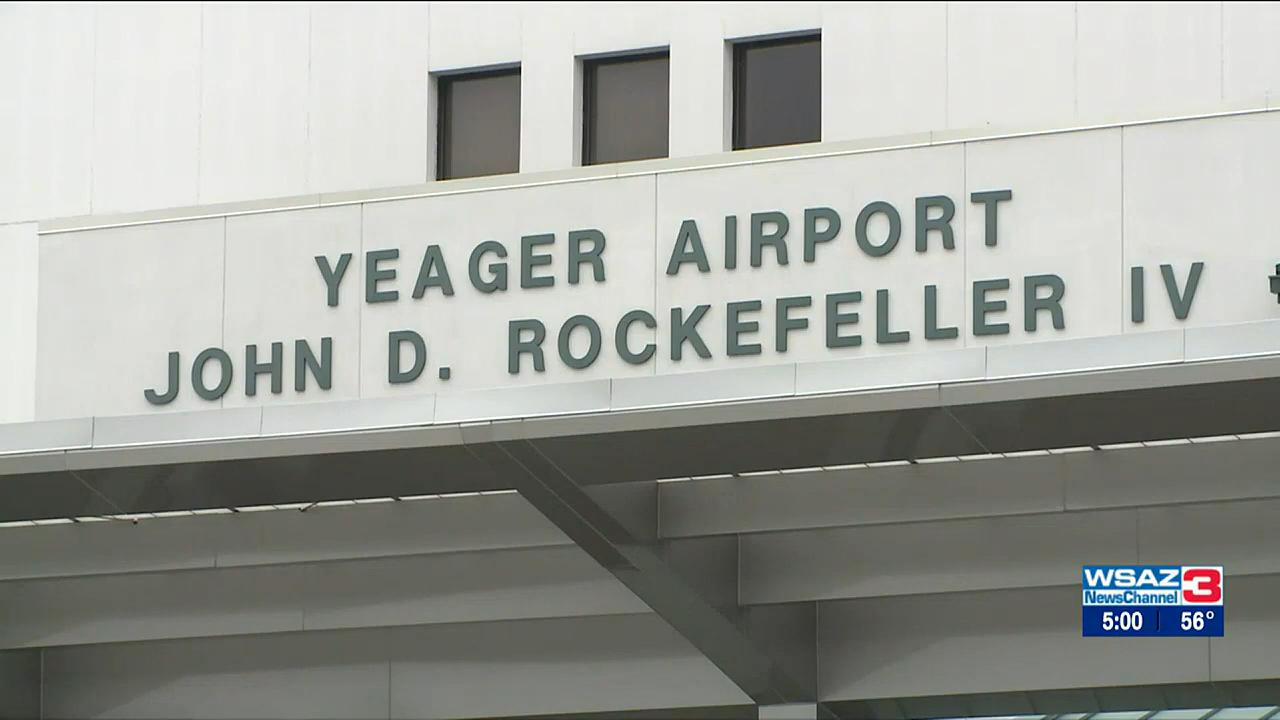 YEAGER AIRPORT
JOHN D. ROCKEFELLER IV
WSAZ 3
NewsChannel
5:00 56°